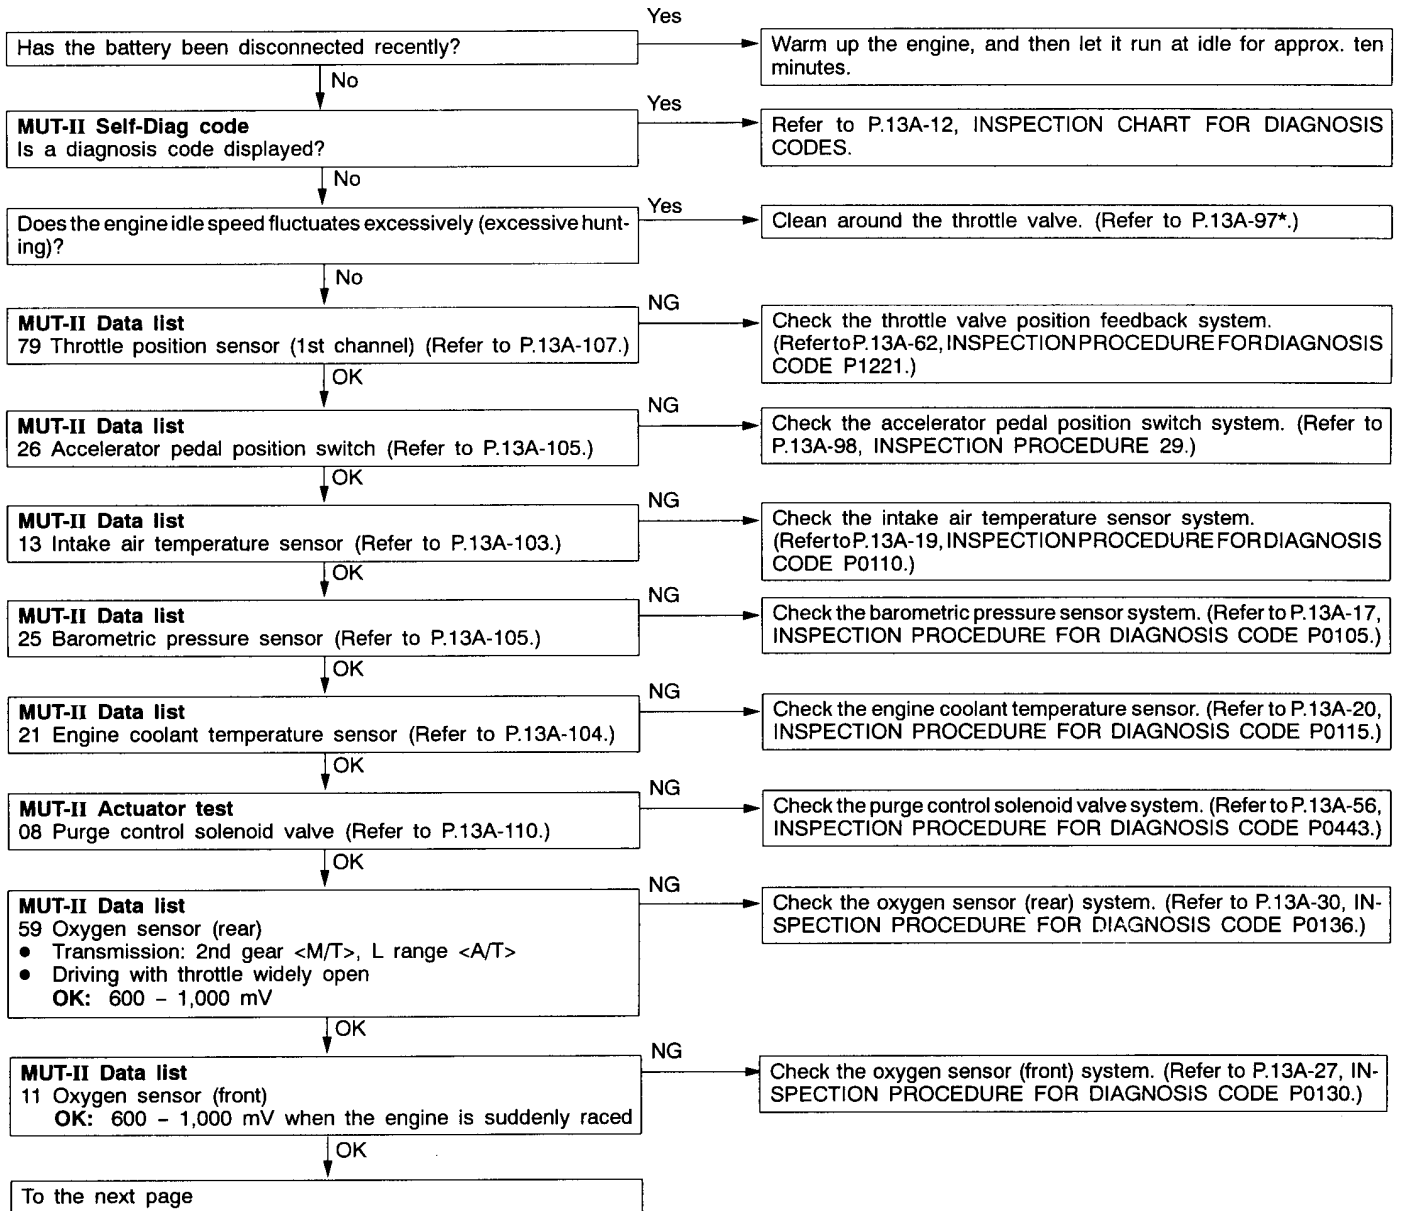 Yes
Has the battery been disconnected recently?
Warm up the engine, and then let it run at idle for approx. ten
minutes.
No
Yes
MUT-II Self-Diag code
Is a diagnosis code displayed?
Refer to P.13A-12, INSPECTION CHART FOR DIAGNOSIS
CODES.
No
Yes
Does the engine idle speed fluctuates excessively (excessive hunt-
ing)?
Clean around the throttle valve. (Refer to P.13A-97*.)
No
NG
MUT-II Data list
79 Throttle position sensor (1st channel) (Refer to P.13A-107.)
Check the throttle valve position feedback system.
(Refer to P.13A-62, INSPECTION PROCEDURE FOR DIAGNOSIS
CODE P1221.)
OK
NG
MUT-II Data list
26 Accelerator pedal position switch (Refer to P.13A-105.)
Check the accelerator pedal position switch system. (Refer to
P.13A-98, INSPECTION PROCEDURE 29.)
OK
NG
MUT-II Data list
13 Intake air temperature sensor (Refer to P.13A-103.)
Check the intake air temperature sensor system.
(Refer to P.13A-19, INSPECTION PROCEDURE FOR DIAGNOSIS
CODE P0110.)
OK
NG
MUT-II Data list
25 Barometric pressure sensor (Refer to P.13A-105.)
Check the barometric pressure sensor system. (Refer to P.13A-17,
INSPECTION PROCEDURE FOR DIAGNOSIS CODE P0105.)
OK
NG
MUT-II Data list
21 Engine coolant temperature sensor (Refer to P.13A-104.)
Check the engine coolant temperature sensor. (Refer to P.13A-20,
INSPECTION PROCEDURE FOR DIAGNOSIS CODE P0115.)
OK
NG
MUT-II Actuator test
08 Purge control solenoid valve (Refer to P.13A-110.)
Check the purge control solenoid valve system. (Refer to P.13A-56,
INSPECTION PROCEDURE FOR DIAGNOSIS CODE P0443.)
OK
NG
MUT-II Data list
59 Oxygen sensor (rear)
● Transmission: 2nd gear <M/T>, L range <A/T>
● Driving with throttle widely open
OK: 600 – 1,000 mV
Check the oxygen sensor (rear) system. (Refer to P.13A-30, IN-
SPECTION PROCEDURE FOR DIAGNOSIS CODE P0136.)
OK
NG
MUT-II Data list
11 Oxygen sensor (front)
OK: 600 – 1,000 mV when the engine is suddenly raced
Check the oxygen sensor (front) system. (Refer to P.13A-27, IN-
SPECTION PROCEDURE FOR DIAGNOSIS CODE P0130.)
OK
To the next page